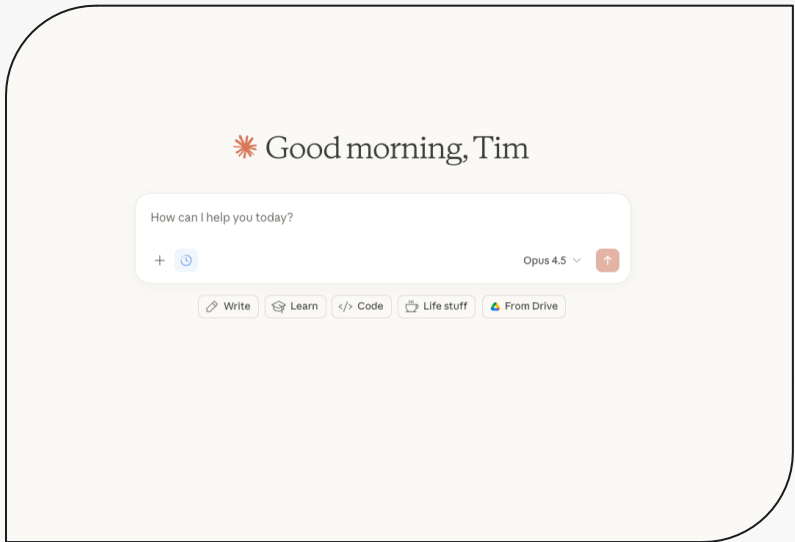 Good morning, Tim
How can I help you today?
Opus 4.5
Write Learn Code Life stuff From Drive